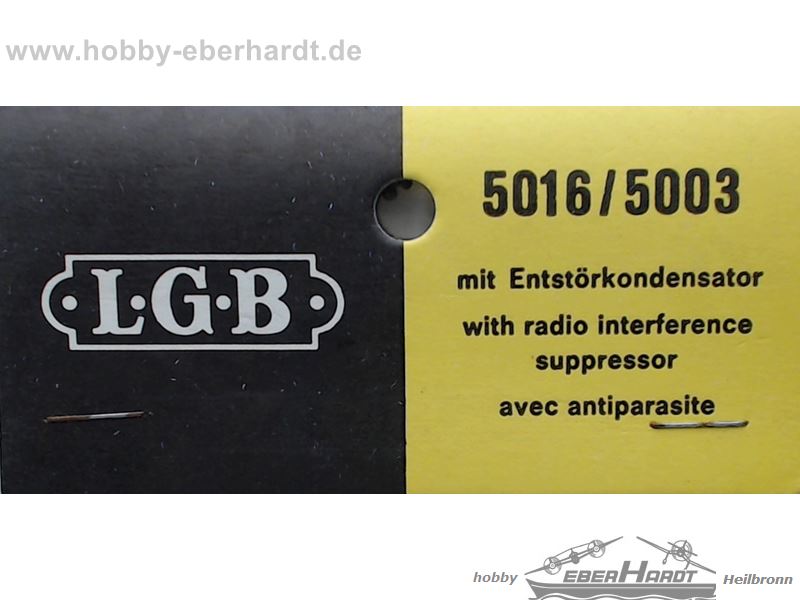 www.hobby-eberhardt.de
L·G·B
5016/5003
mit Entstörkondensator
with radio interference
suppressor
avec antiparasite
hobby EBERHARDT Heilbronn